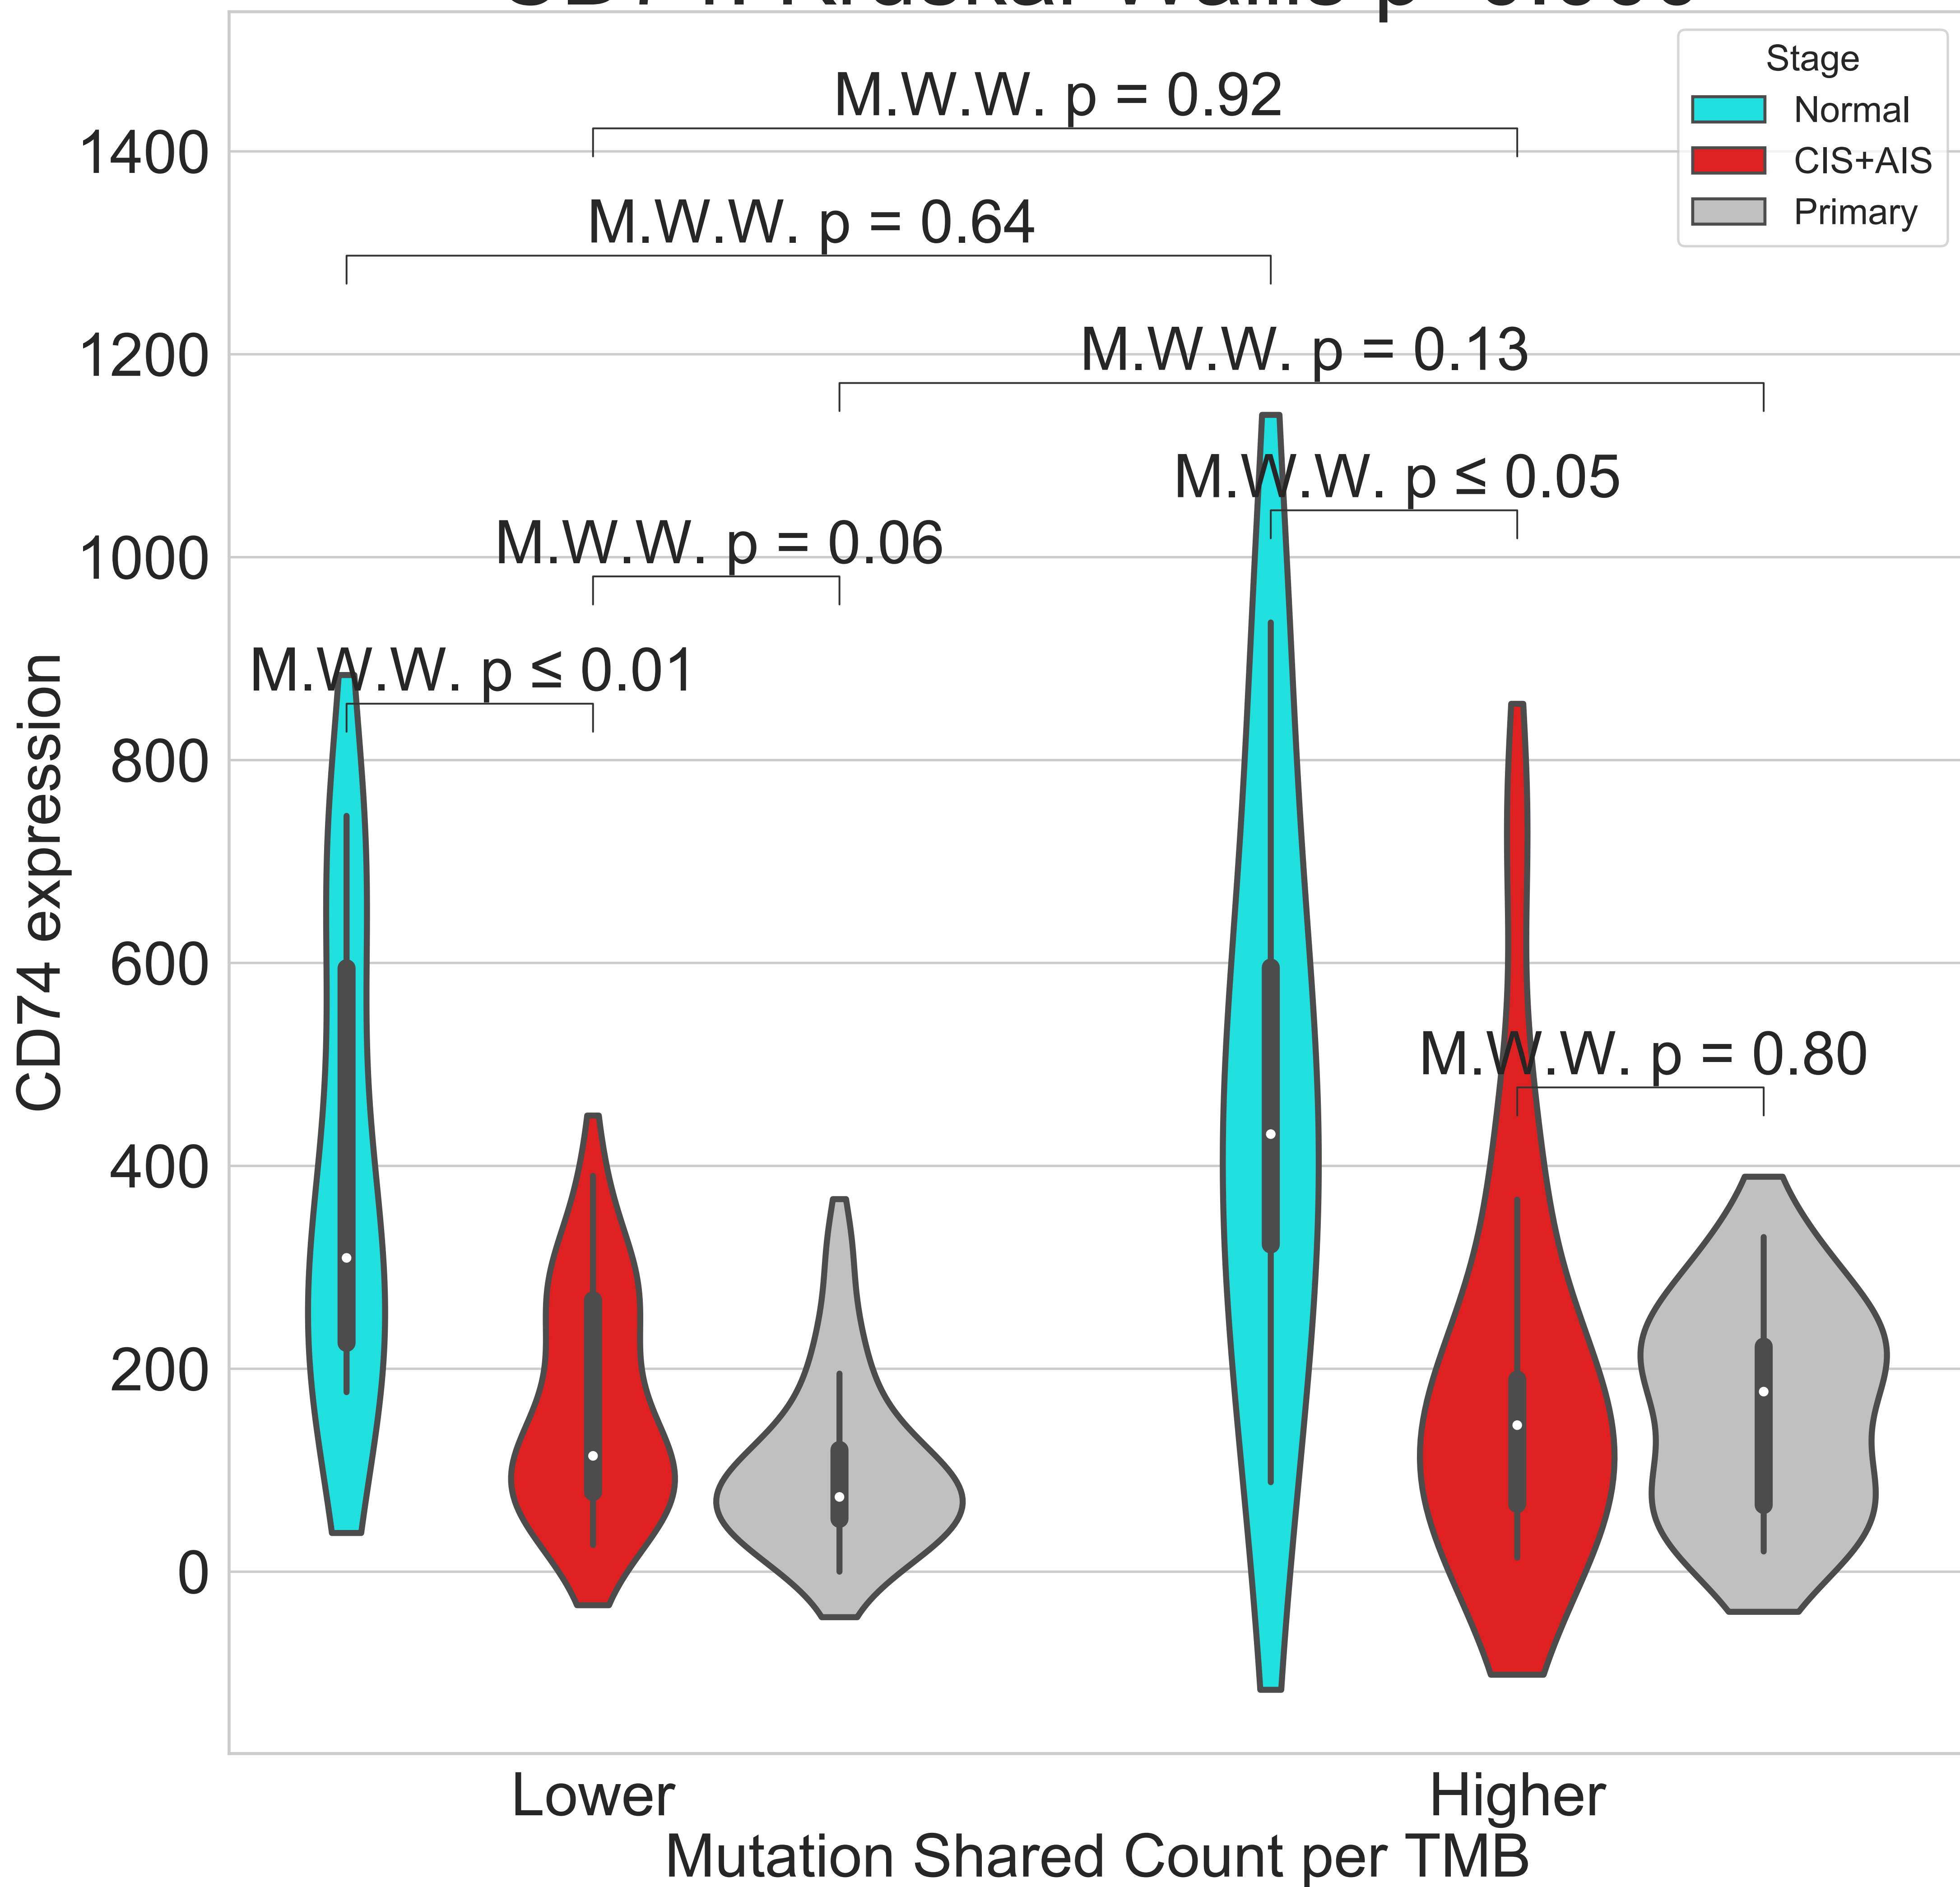 Stage
Normal
CIS+AIS
Primary
M.W.W. p = 0.92
M.W.W. p = 0.64
M.W.W. p = 0.13
M.W.W. p ≤ 0.05
M.W.W. p = 0.06
M.W.W. p ≤ 0.01
M.W.W. p = 0.80
1400
1200
1000
800
600
400
200
0
CD74 expression
Lower
Higher
Mutation Shared Count per TMB